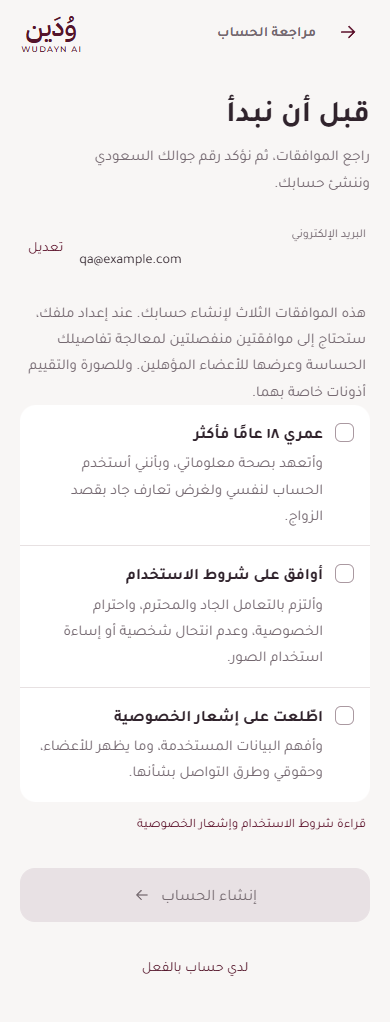 مراجعة الحساب
وُدَين
WUDAYN AI
قبل أن نبدأ
راجع الموافقات، ثم نؤكد رقم جوالك السعودي
وننشئ حسابك.
البريد الإلكتروني
qa@example.com
تعديل
هذه الموافقات الثلاث لإنشاء حسابك. عند إعداد ملفك،
ستحتاج إلى موافقتين منفصلتين لمعالجة تفاصيلك
الحساسة وعرضها للأعضاء المؤهلين. وللصورة والتقييم
أذونات خاصة بهما.
عمري ١٨ عامًا فأكثر
وأتعهد بصحة معلوماتي، وبأنني أستخدم
الحساب لنفسي ولغرض تعارف جاد بقصد
الزواج.
أوافق على شروط الاستخدام
وألتزم بالتعامل الجاد والمحترم، واحترام
الخصوصية، وعدم انتحال شخصية أو إساءة
استخدام الصور.
اطّلعت على إشعار الخصوصية
وأفهم البيانات المستخدمة، وما يظهر للأعضاء،
وحقوقي وطرق التواصل بشأنها.
قراءة شروط الاستخدام وإشعار الخصوصية
إنشاء الحساب
لدي حساب بالفعل